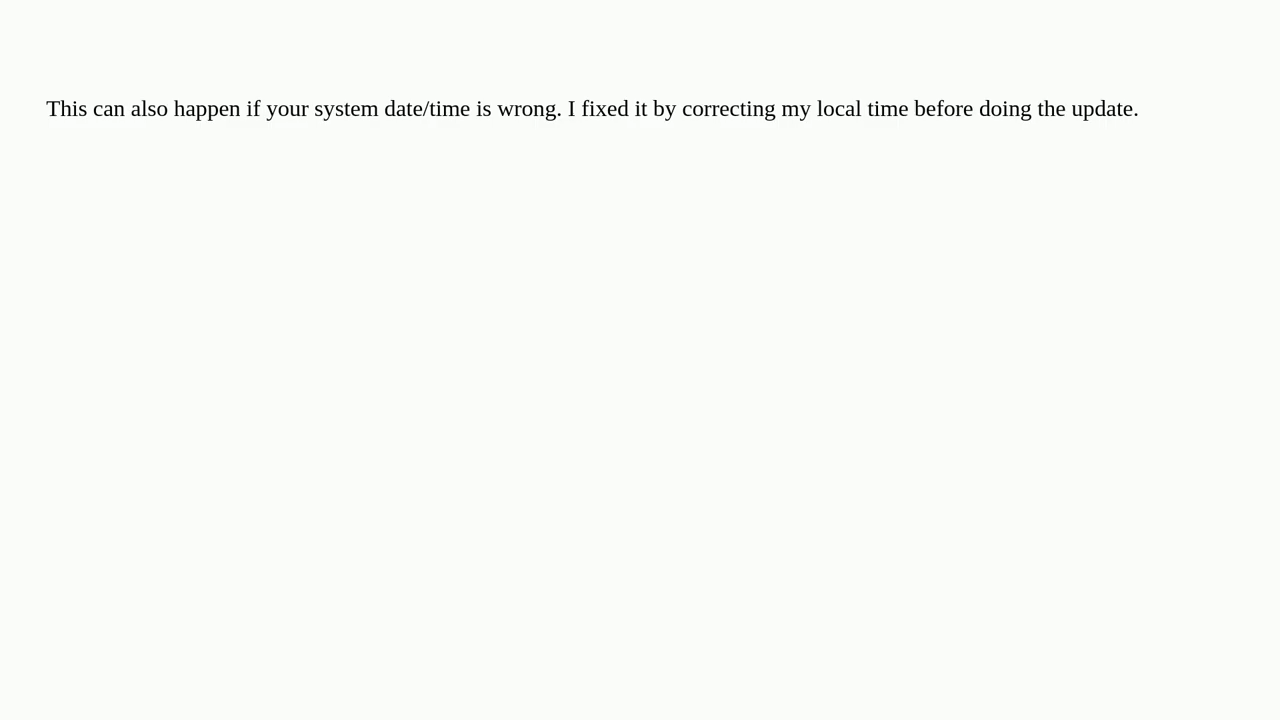 This can also happen if your system date/time is wrong. I fixed it by correcting my local time before doing the update.